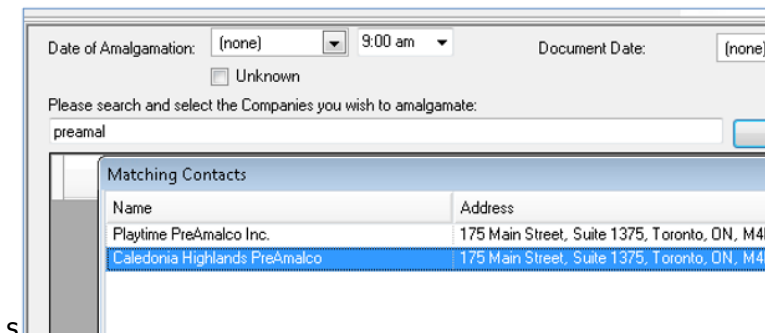 Date of Amalgamation: (none) 9:00 am Document Date: (none)
Unknown
Please search and select the Companies you wish to amalgamate:
preamal
Matching Contacts
Name Address
Playtime PreAmalco Inc. 175 Main Street, Suite 1375, Toronto, ON, M4
Caledonia Highlands PreAmalco 175 Main Street, Suite 1375, Toronto, ON, M4
s